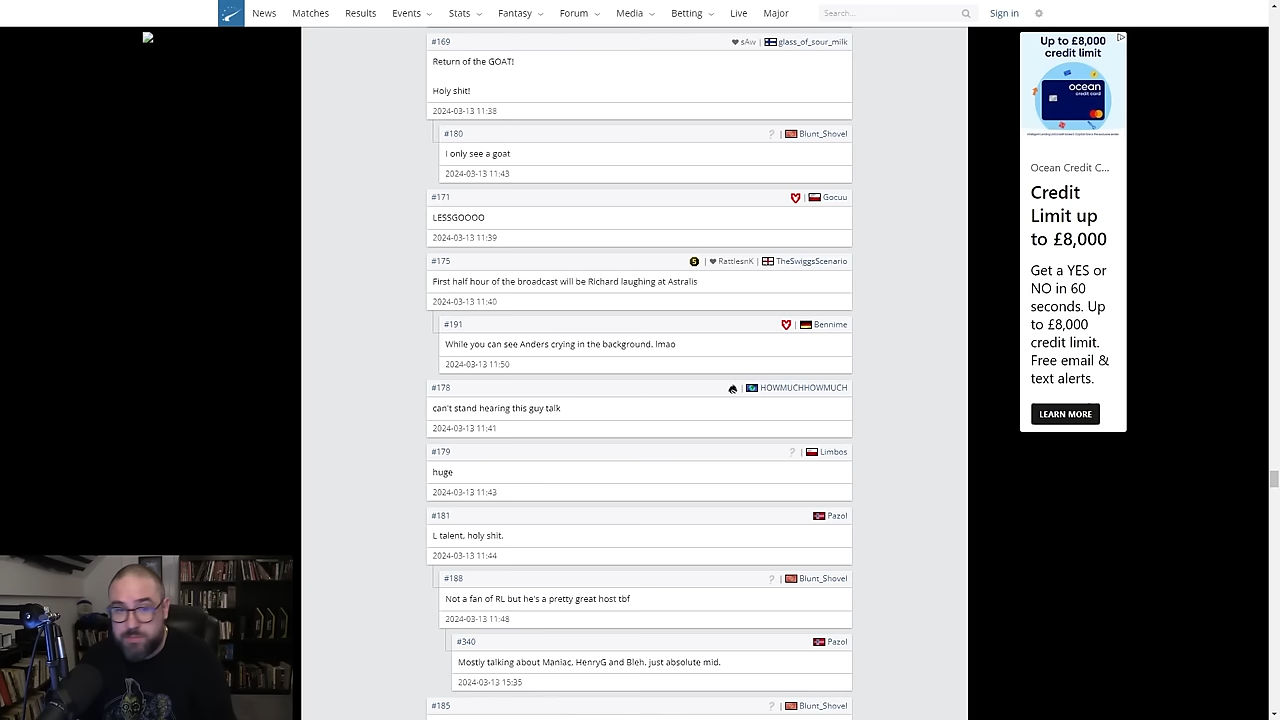 News
Matches
Results
Events
Stats
Fantasy
Forum
Media
Betting
Live
Major
Search...
Sign in
#169
sAw | glass_of_sour_milk
Return of the GOAT!
Holy shit!
2024-03-13 11:38
#180
? | Blunt_Shovel
I only see a goat
2024-03-13 11:43
#171
| Gocuu
LESSGOOOO
2024-03-13 11:39
#175
5 | RattlesnK | TheSwiggsScenario
First half hour of the broadcast will be Richard laughing at Astralis
2024-03-13 11:40
#191
| Bennime
While you can see Anders crying in the background, lmao
2024-03-13 11:50
#178
| HOWMUCHHOWMUCH
can't stand hearing this guy talk
2024-03-13 11:41
#179
? | Limbos
huge
2024-03-13 11:43
#181
Pazol
L talent, holy shit.
2024-03-13 11:44
#188
? | Blunt_Shovel
Not a fan of RL but he's a pretty great host tbf
2024-03-13 11:48
#340
Pazol
Mostly talking about Maniac, HenryG and Bleh. just absolute mid.
2024-03-13 15:35
#185
? | Blunt_Shovel
Up to £8,000
credit limit
ocean
credit card
Ocean Credit C...
Credit
Limit up
to £8,000
Get a YES or
NO in 60
seconds. Up
to £8,000
credit limit.
Free email &
text alerts.
LEARN MORE